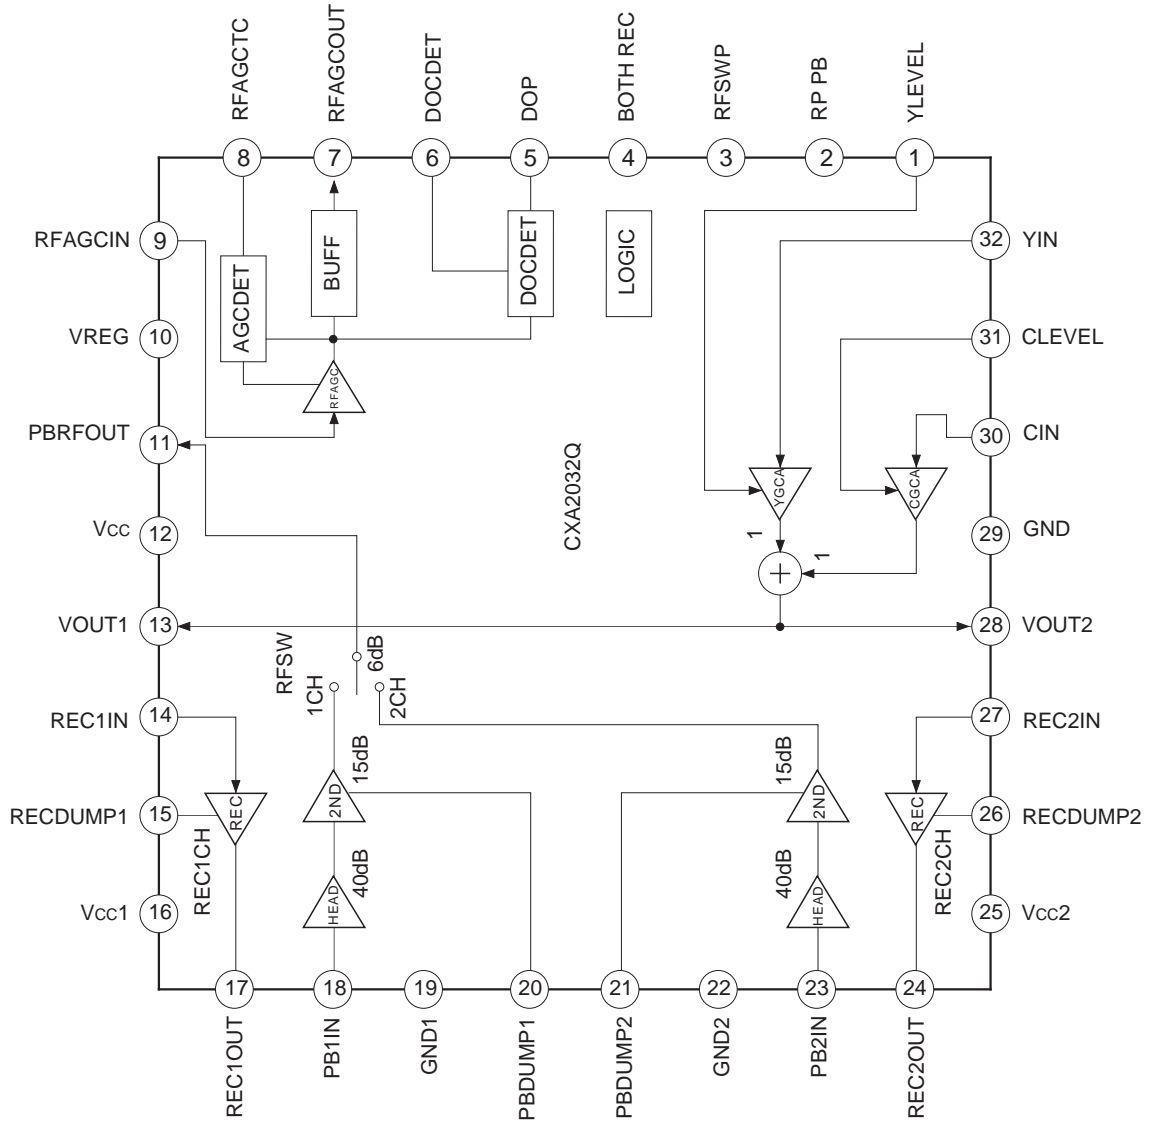 RFAGCTC
RFAGCOUT
DOCDET
DOP
BOTH REC
RFSWP
RP PB
YLEVEL
8
7
6
5
4
3
2
1
RFAGCIN
9
VREG
10
PBRFOUT
11
Vcc
12
VOUT1
13
REC1IN
14
RECDUMP1
15
Vcc1
16
AGCDET
BUFF
DOCDET
LOGIC
RFAGC
CXA2032Q
YGCA
CGCA
1
1
+
RFSW
6dB
1CH
2CH
15dB
2ND
40dB
HEAD
REC
REC1CH
15dB
2ND
40dB
HEAD
REC
REC2CH
32
YIN
31
CLEVEL
30
CIN
29
GND
28
VOUT2
27
REC2IN
26
RECDUMP2
25
Vcc2
17
18
19
20
21
22
23
24
REC1OUT
PB1IN
GND1
PBDUMP1
PBDUMP2
GND2
PB2IN
REC2OUT